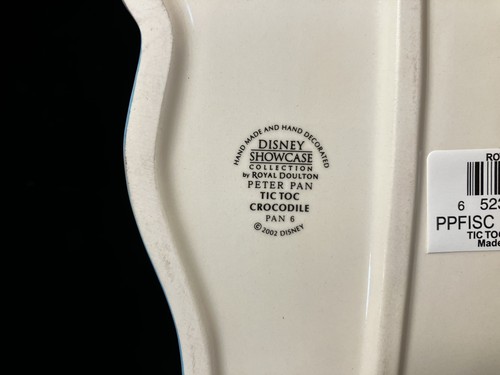 HAND MADE AND HAND DECORATED
DISNEY
SHOWCASE
COLLECTION
by ROYAL DOULTON
PETER PAN
TIC TOC
CROCODILE
PAN 6
© 2002 DISNEY
RO
6 523
PPFISC
TIC TOC
Made